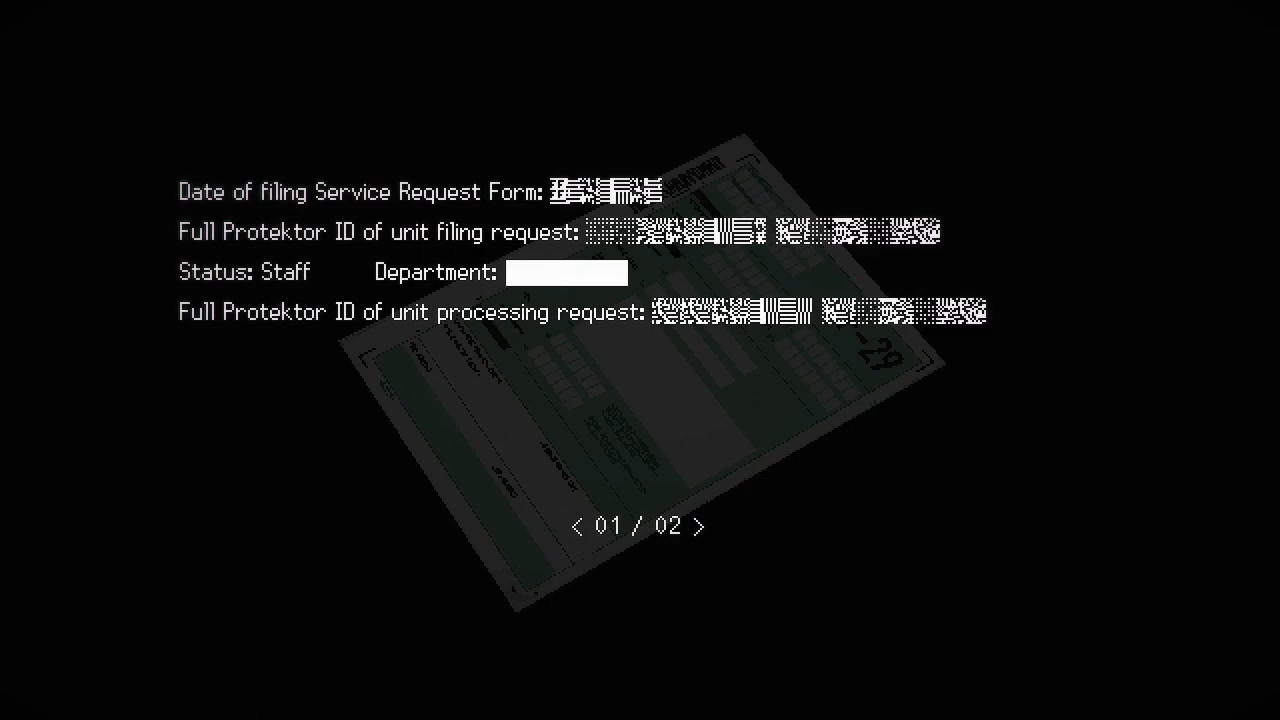 Date of filing Service Request Form:
Full Protektor ID of unit filing request:
Status: Staff Department:
Full Protektor ID of unit processing request:
-29
< 01 / 02 >